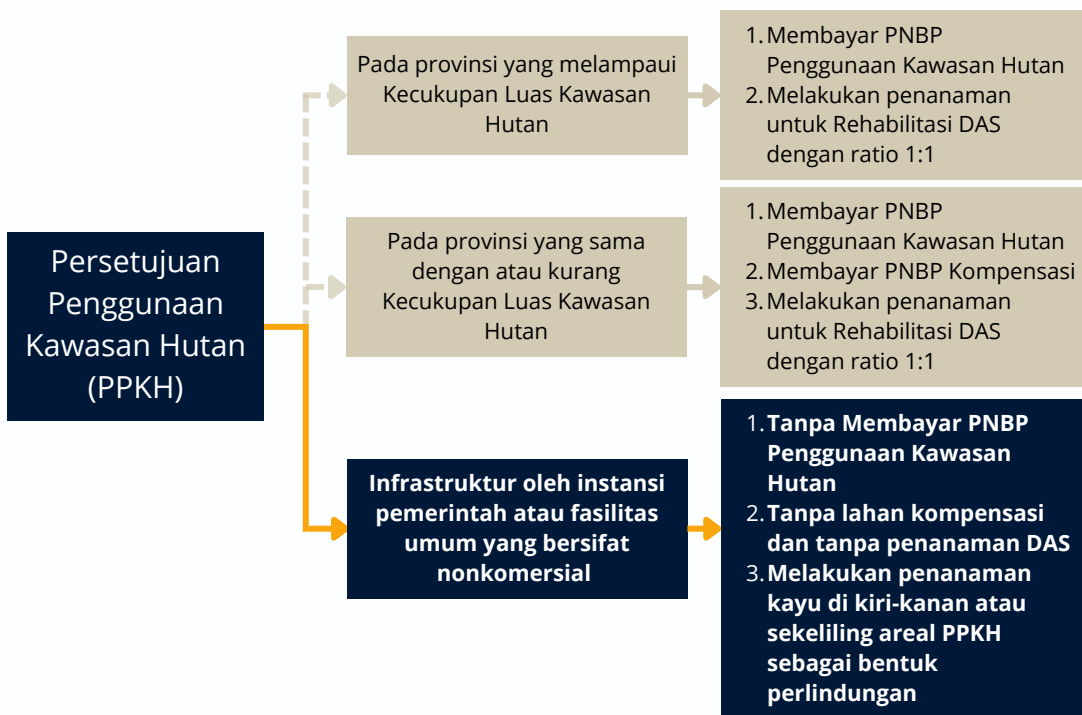 Persetujuan
Penggunaan
Kawasan Hutan
(PPKH)
Pada provinsi yang melampaui
Kecukupan Luas Kawasan
Hutan
1. Membayar PNBP
Penggunaan Kawasan Hutan
2. Melakukan penanaman
untuk Rehabilitasi DAS
dengan ratio 1:1
Pada provinsi yang sama
dengan atau kurang
Kecukupan Luas Kawasan
Hutan
1. Membayar PNBP
Penggunaan Kawasan Hutan
2. Membayar PNBP Kompensasi
3. Melakukan penanaman
untuk Rehabilitasi DAS
dengan ratio 1:1
Infrastruktur oleh instansi
pemerintah atau fasilitas
umum yang bersifat
nonkomersial
1. Tanpa Membayar PNBP
Penggunaan Kawasan
Hutan
2. Tanpa lahan kompensasi
dan tanpa penanaman DAS
3. Melakukan penanaman
kayu di kiri-kanan atau
sekeliling areal PPKH
sebagai bentuk
perlindungan